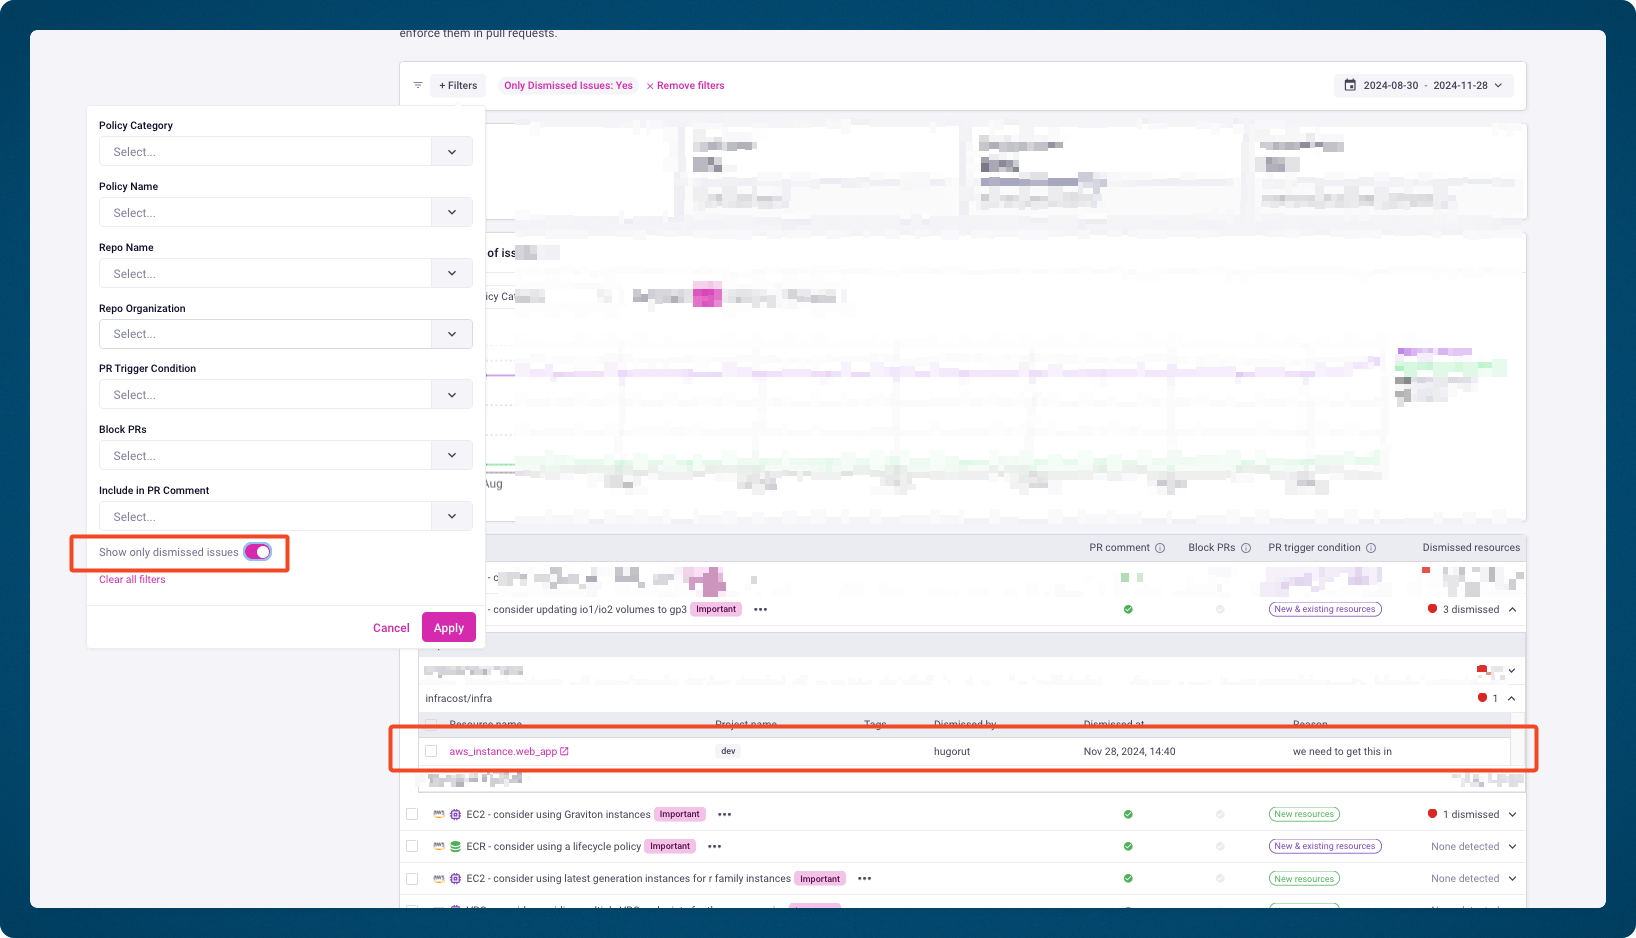 enforce them in pull requests.
+ Filters
Only Dismissed Issues: Yes
Remove filters
2024-08-30 - 2024-11-28
Policy Category
Select...
Policy Name
Select...
Repo Name
Select...
Repo Organization
Select...
PR Trigger Condition
Select...
Block PRs
Select...
Include in PR Comment
Select...
Show only dismissed issues
Clear all filters
Cancel
Apply
of iss
icy Cat
Aug
PR comment
Block PRs
PR trigger condition
Dismissed resources
- c
- consider updating io1/io2 volumes to gp3 Important •••
New & existing resources
3 dismissed
infracost/infra
1
Resource name
Project name
Tags
Dismissed by
Dismissed at
Reason
aws_instance.web_app
dev
hugorut
Nov 28, 2024, 14:40
we need to get this in
aws EC2 - consider using Graviton instances Important •••
New resources
1 dismissed
aws ECR - consider using a lifecycle policy Important •••
New & existing resources
None detected
aws EC2 - consider using latest generation instances for r family instances Important •••
New resources
None detected